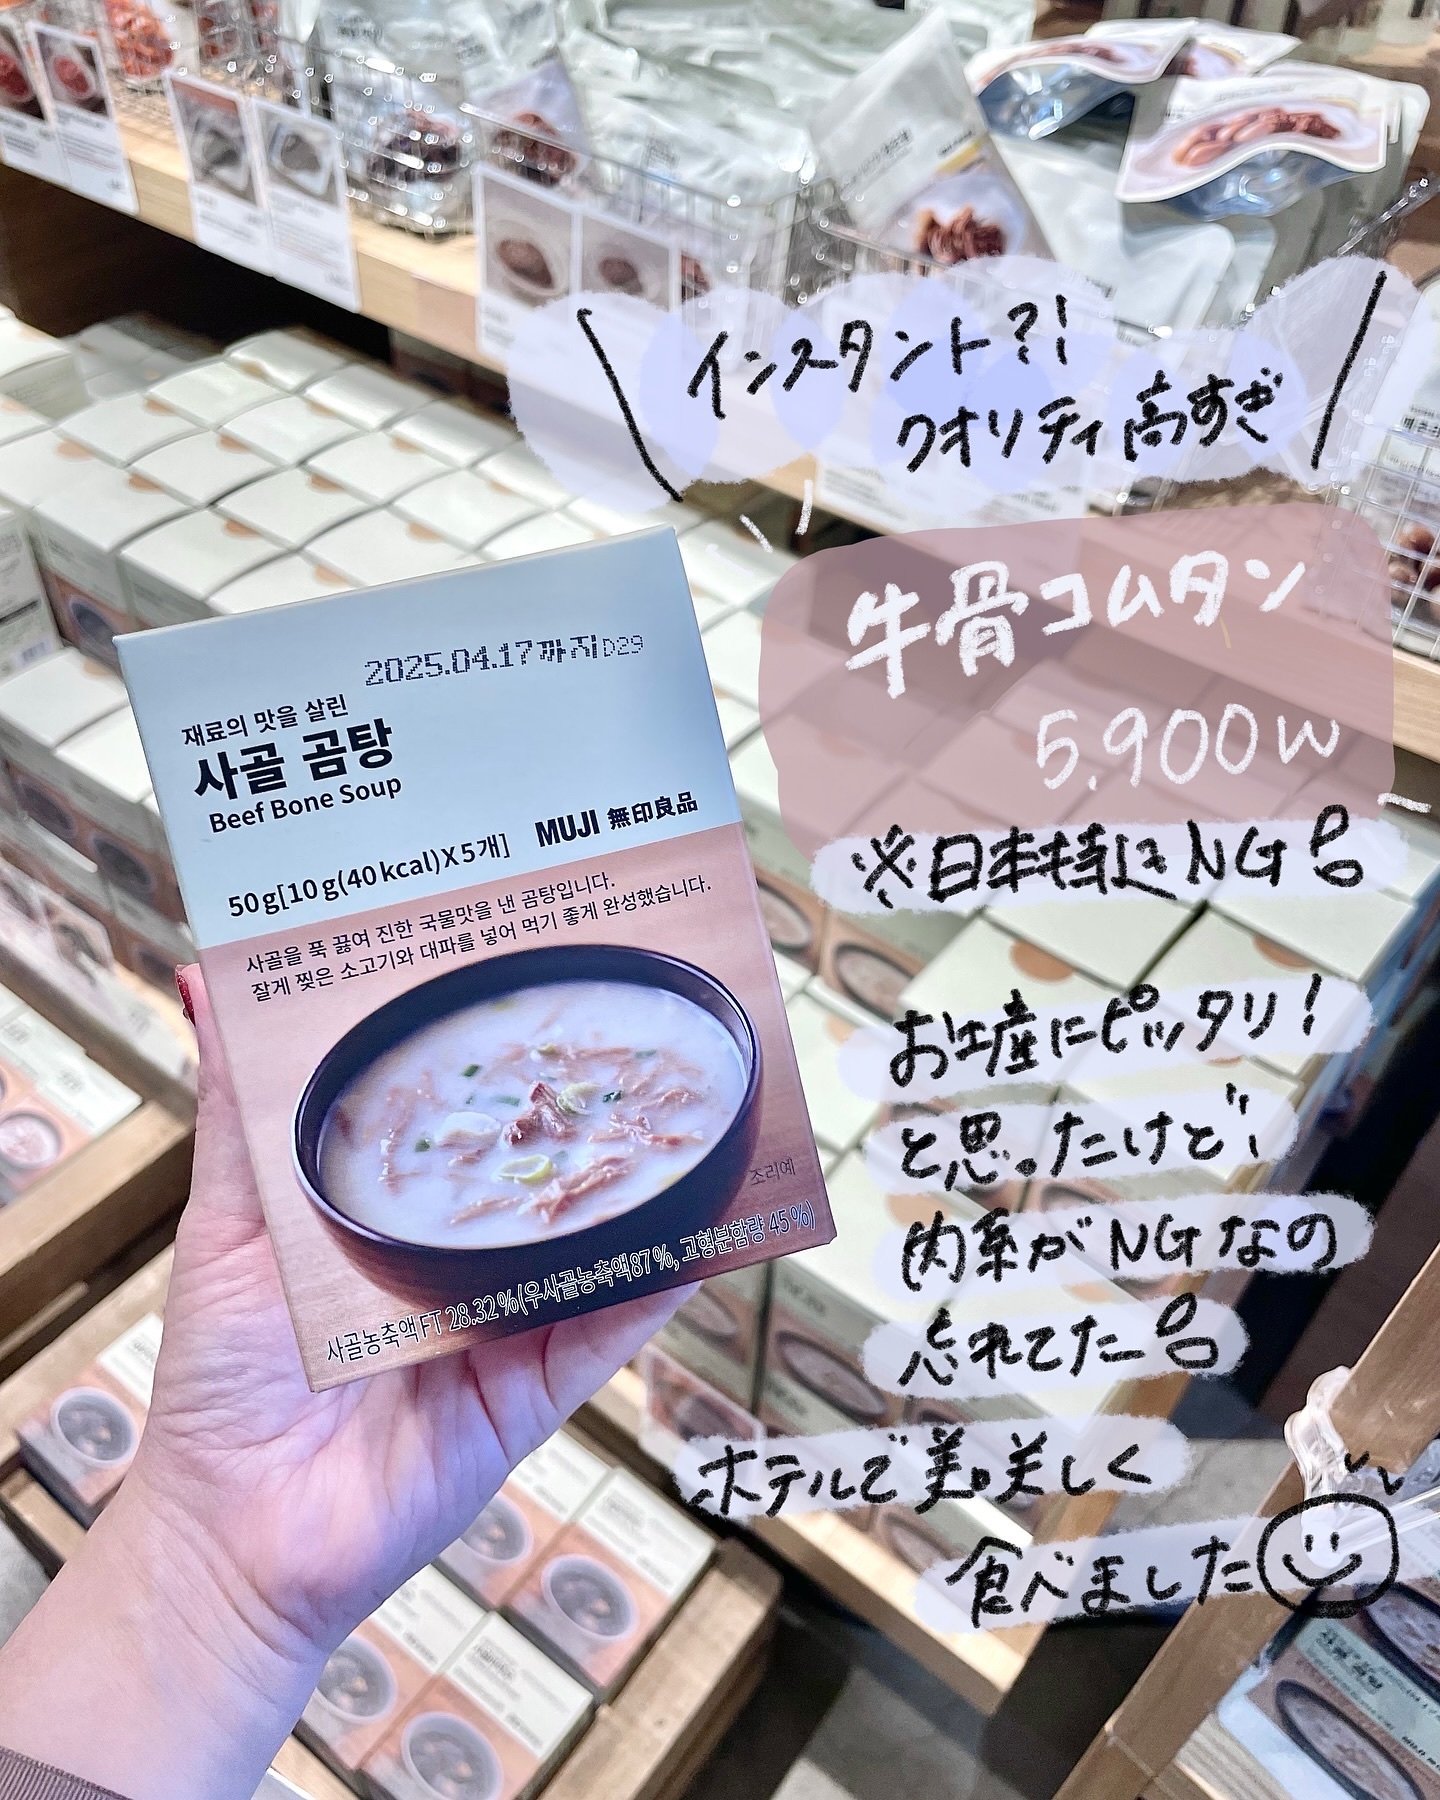 インスタント?!
クオリティ高すぎ
牛骨コムタン
5.900w
※日本持込NG
お土産にピッタリ!
と思ったけど
肉系がNGなの
忘れてた
ホテルで美味しく
食べました
2025.04.17까지D29
재료의 맛을 살린
사골 곰탕
Beef Bone Soup
50g[10g(40kcal)X5개]
MUJI 無印良品
사골을 푹 끓여 진한 국물맛을 낸 곰탕입니다.
잘게 찢은 소고기와 대파를 넣어 먹기 좋게 완성했습니다.
조리예
사골농축액FT 28.32%(우사골농축액87%, 고형분함량 45%)